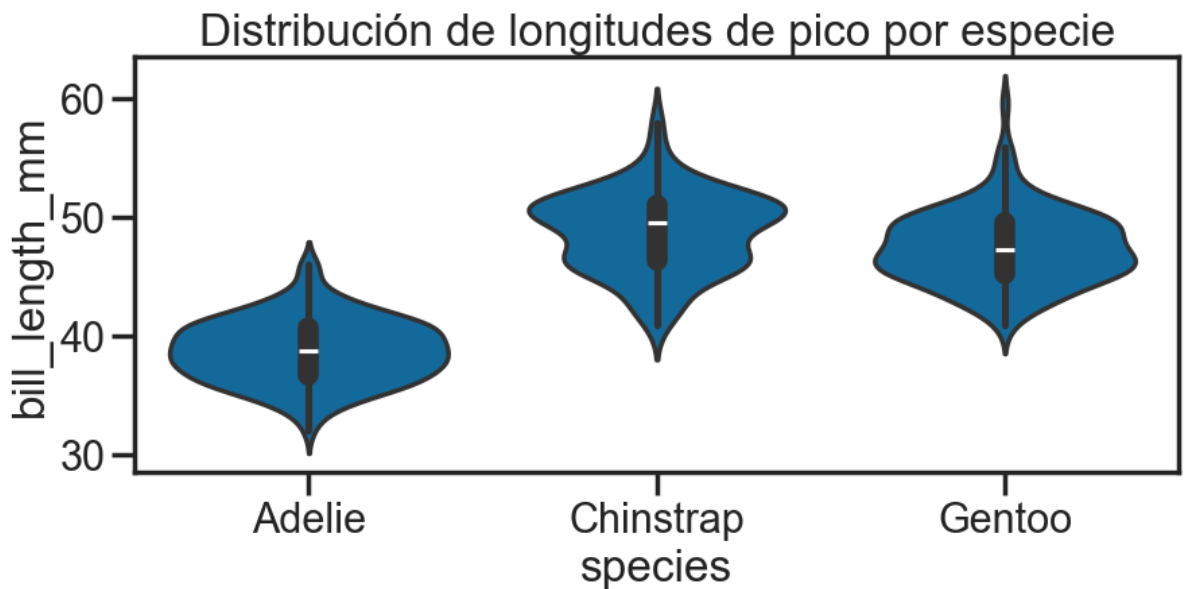 Distribución de longitudes de pico por especie
bill_length_mm
60
50
40
30
Adelie
Chinstrap
Gentoo
species